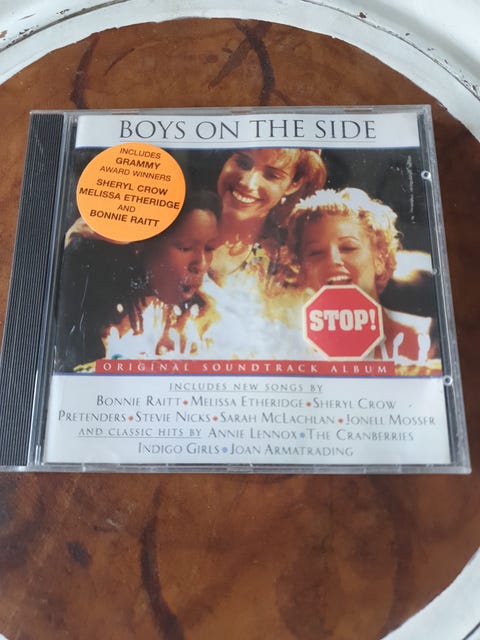 BOYS ON THE SIDE
INCLUDES
GRAMMY
AWARD WINNERS
SHERYL CROW
MELISSA ETHERIDGE
AND
BONNIE RAITT
STOP!
ORIGINAL SOUNDTRACK ALBUM
INCLUDES NEW SONGS BY
BONNIE RAITT • MELISSA ETHERIDGE • SHERYL CROW
PRETENDERS • STEVIE NICKS • SARAH MCLACHLAN • JONELL MOSSER
AND CLASSIC HITS BY ANNIE LENNOX • THE CRANBERRIES
INDIGO GIRLS • JOAN ARMATRADING